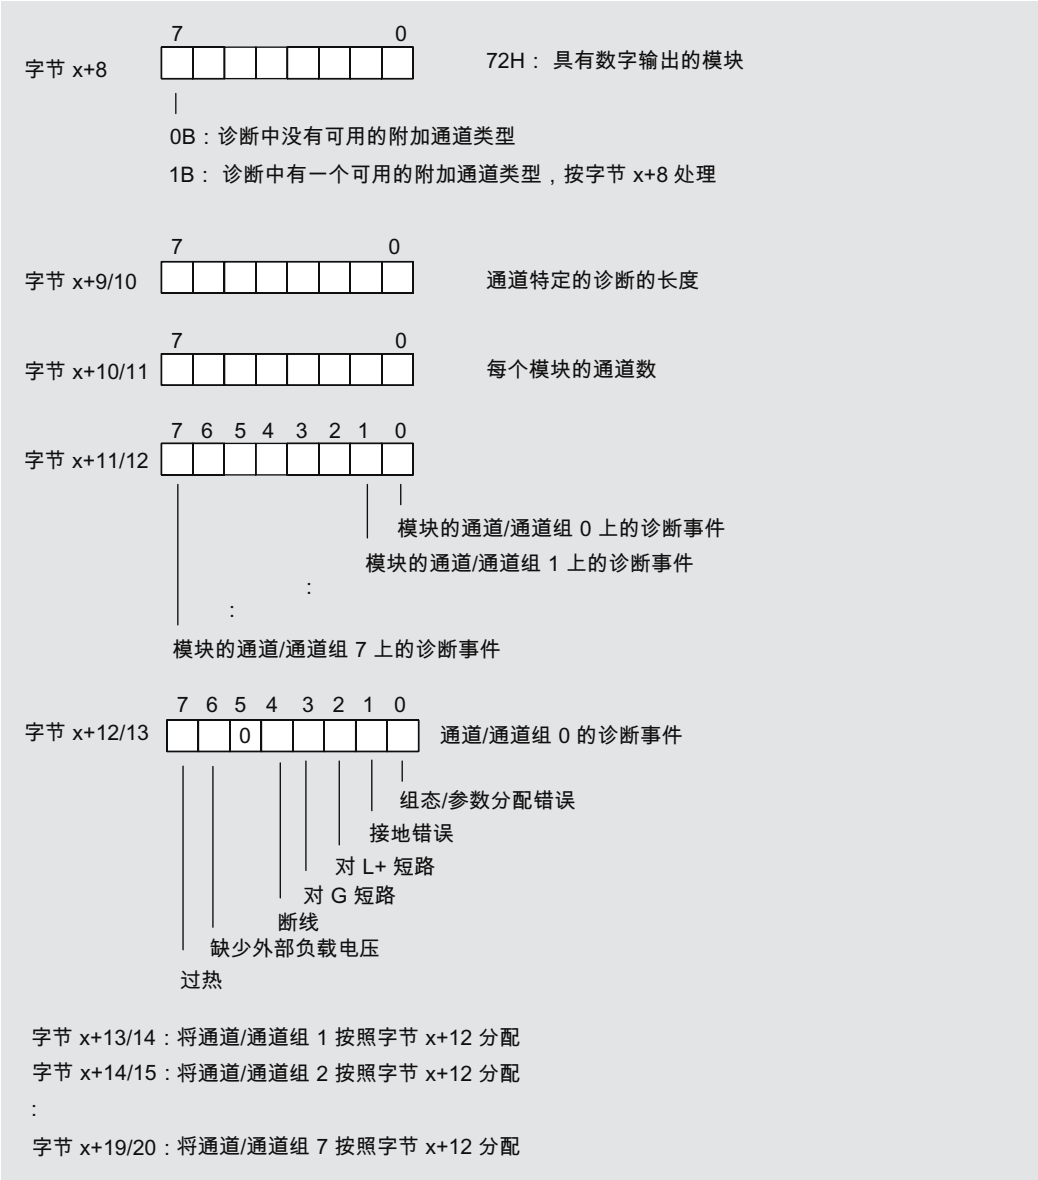 7 0
字节 x+8
72H： 具有数字输出的模块
0B：诊断中没有可用的附加通道类型
1B： 诊断中有一个可用的附加通道类型，按字节 x+8 处理
7 0
字节 x+9/10
通道特定的诊断的长度
7 0
字节 x+10/11
每个模块的通道数
7 6 5 4 3 2 1 0
字节 x+11/12
模块的通道/通道组 0 上的诊断事件
模块的通道/通道组 1 上的诊断事件
:
:
模块的通道/通道组 7 上的诊断事件
7 6 5 4 3 2 1 0
字节 x+12/13
0
通道/通道组 0 的诊断事件
组态/参数分配错误
接地错误
对 L+ 短路
对 G 短路
断线
缺少外部负载电压
过热
字节 x+13/14：将通道/通道组 1 按照字节 x+12 分配
字节 x+14/15：将通道/通道组 2 按照字节 x+12 分配
:
字节 x+19/20：将通道/通道组 7 按照字节 x+12 分配